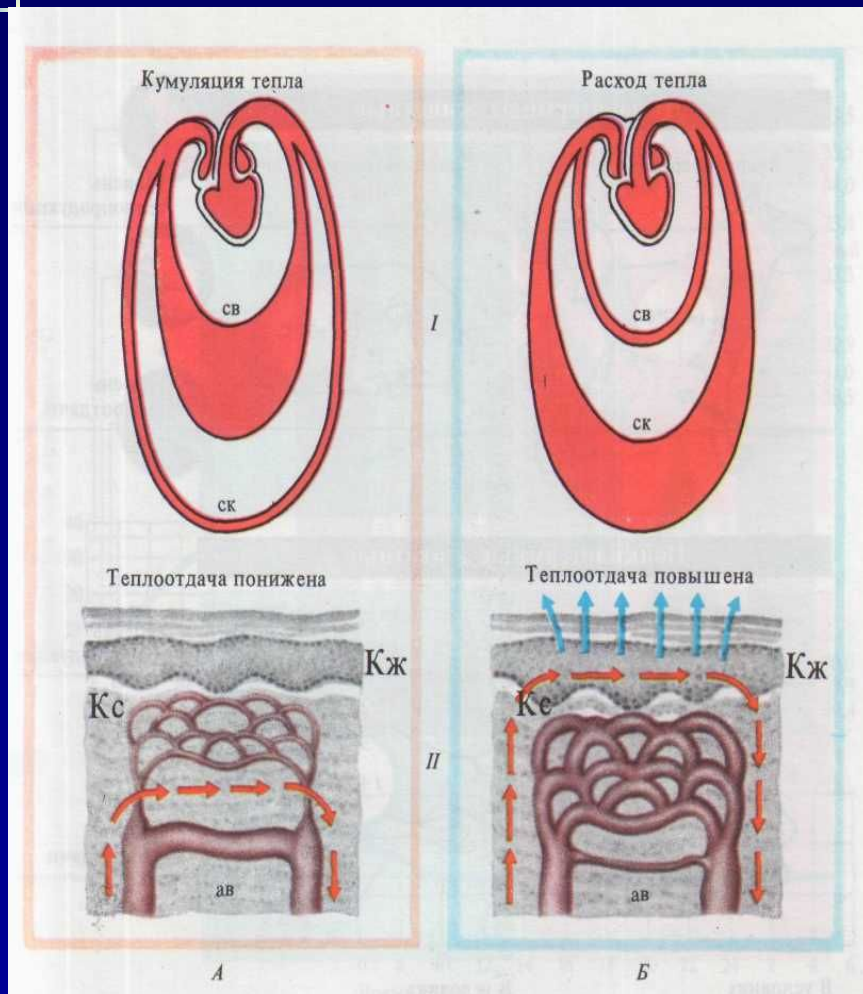 Кумуляция тепла
Расход тепла
св
св
I
ск
ск
Теплоотдача понижена
Теплоотдача повышена
Кж
Кж
Кс
Кс
II
ав
ав
А
Б